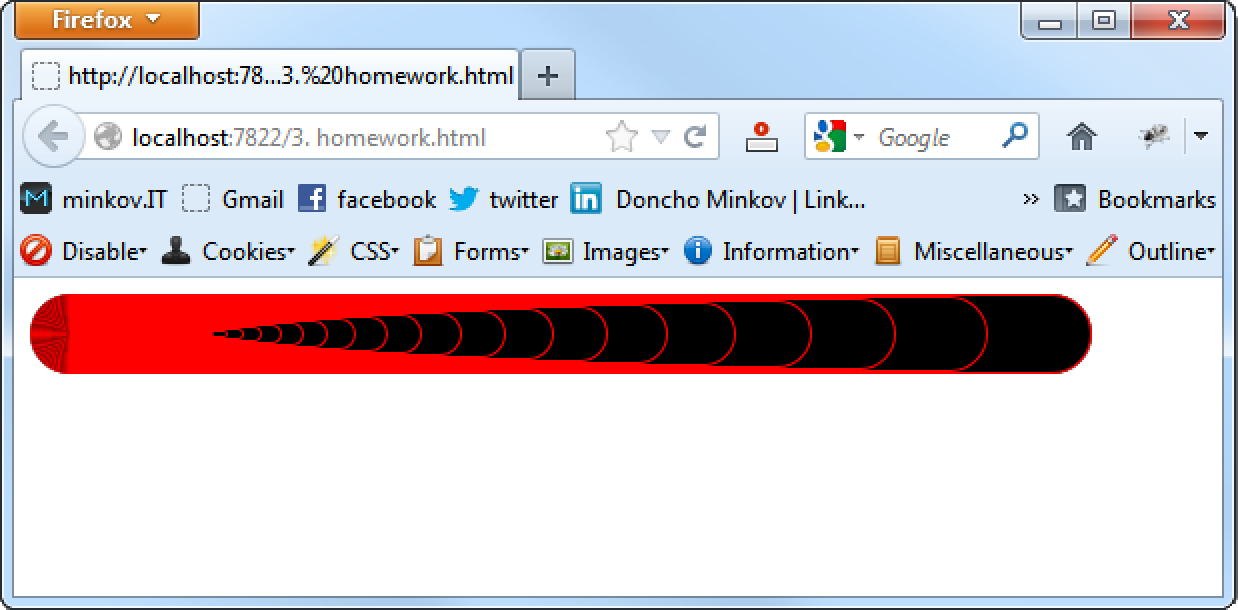 Firefox
http://localhost:78...3.%20homework.html
localhost:7822/3. homework.html Google
minkov.IT Gmail facebook twitter Doncho Minkov | Link... » Bookmarks
Disable Cookies CSS Forms Images Information Miscellaneous Outline